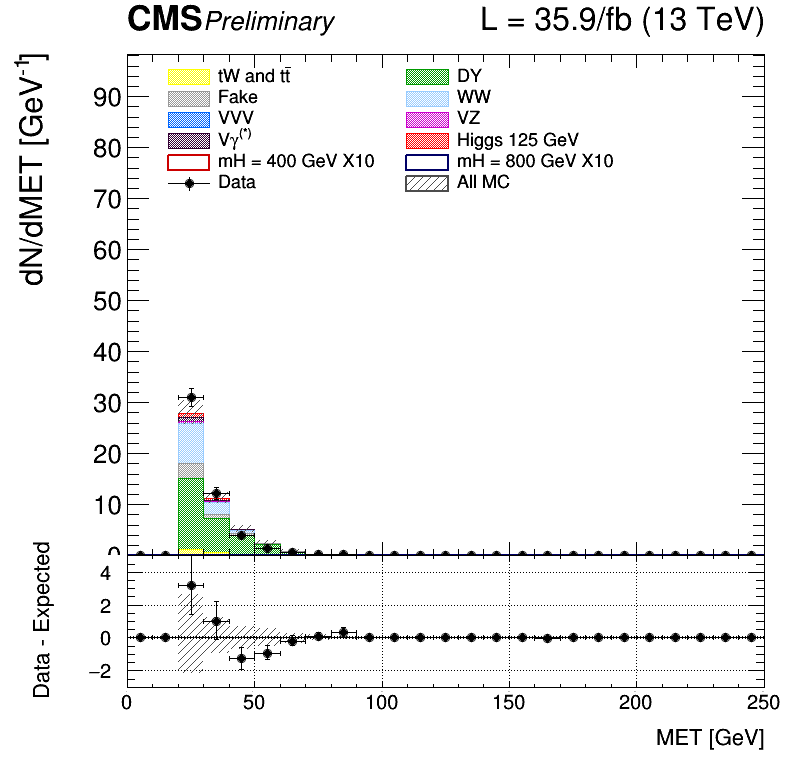 CMS Preliminary L = 35.9/fb (13 TeV)
dN/dMET [GeV⁻¹]
90
80
70
60
50
40
30
20
10
0
tW and tt̄ DY
Fake WW
VVV VZ
Vγ(*) Higgs 125 GeV
mH = 400 GeV X10 mH = 800 GeV X10
Data All MC
Data - Expected
4
2
0
−2
0 50 100 150 200 250
MET [GeV]